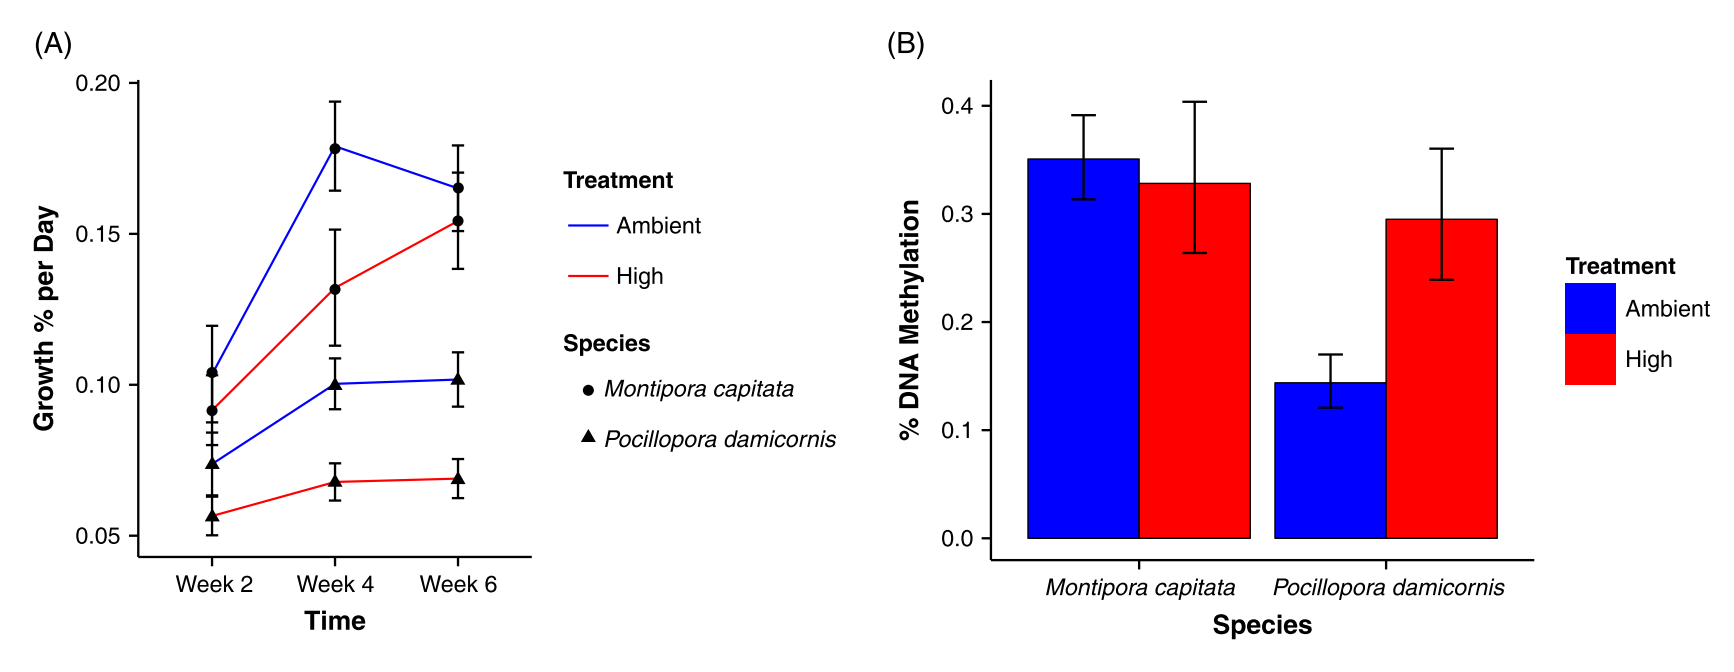 (A)
0.20
0.15
0.10
0.05
Growth % per Day
Week 2 Week 4 Week 6
Time
Treatment
Ambient
High
Species
Montipora capitata
Pocillopora damicornis
(B)
0.4
0.3
0.2
0.1
0.0
% DNA Methylation
Montipora capitata Pocillopora damicornis
Species
Treatment
Ambient
High